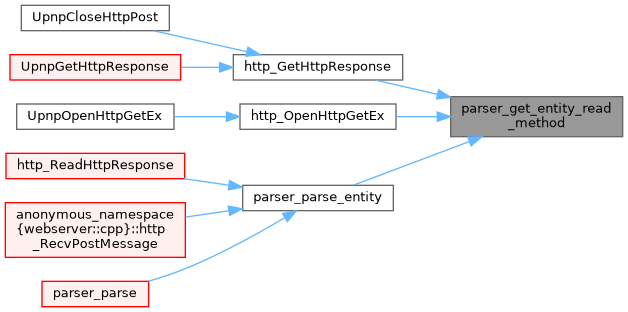 UpnpCloseHttpPost
UpnpGetHttpResponse
http_GetHttpResponse
UpnpOpenHttpGetEx
http_OpenHttpGetEx
parser_get_entity_read
_method
http_ReadHttpResponse
parser_parse_entity
anonymous_namespace
{webserver::cpp}::http
_RecvPostMessage
parser_parse